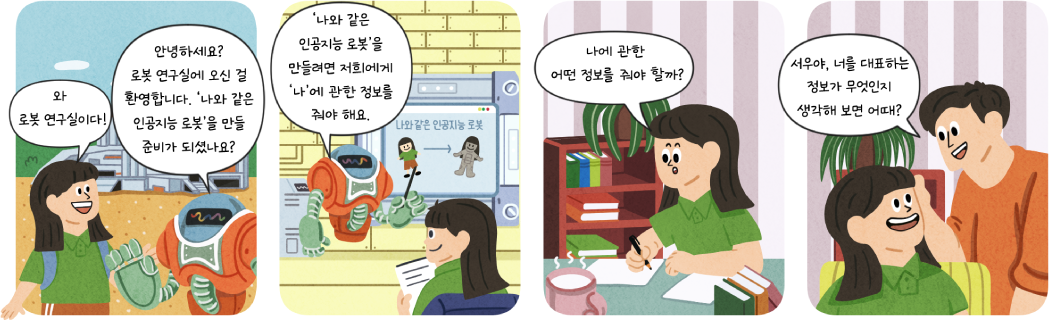 와
로봇 연구실이다!
안녕하세요?
로봇 연구실에 오신 걸
환영합니다. ‘나와 같은
인공지능 로봇’을 만들
준비가 되셨나요?
‘나와 같은
인공지능 로봇’을
만들려면 저희에게
‘나’에 관한 정보를
줘야 해요.
나와 같은 인공지능 로봇
나에 관한
어떤 정보를 줘야 할까?
서우야, 너를 대표하는
정보가 무엇인지
생각해 보면 어때?